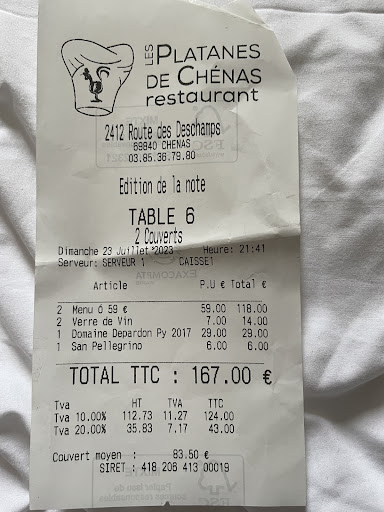 LES PLATANES
DE CHÉNAS
restaurant
2412 Route des Deschamps
69840 CHENAS
03.85.36.79.80
Edition de la note
TABLE 6
2 Couverts
Dimanche 23 Juillet 2023 Heure: 21:41
Serveur: SERVEUR 1 CAISSE1
Article P.U € Total €
2 Menu ó 59 € 59.00 118.00
2 Verre de Vin 7.00 14.00
1 Domaine Depardon Py 2017 29.00 29.00
1 San Pellegrino 6.00 6.00
TOTAL TTC : 167.00 €
Tva HT TVA TTC
Tva 10.00% 112.73 11.27 124.00
Tva 20.00% 35.83 7.17 43.00
Couvert moyen : 83.50 €
SIRET : 418 206 413 00019